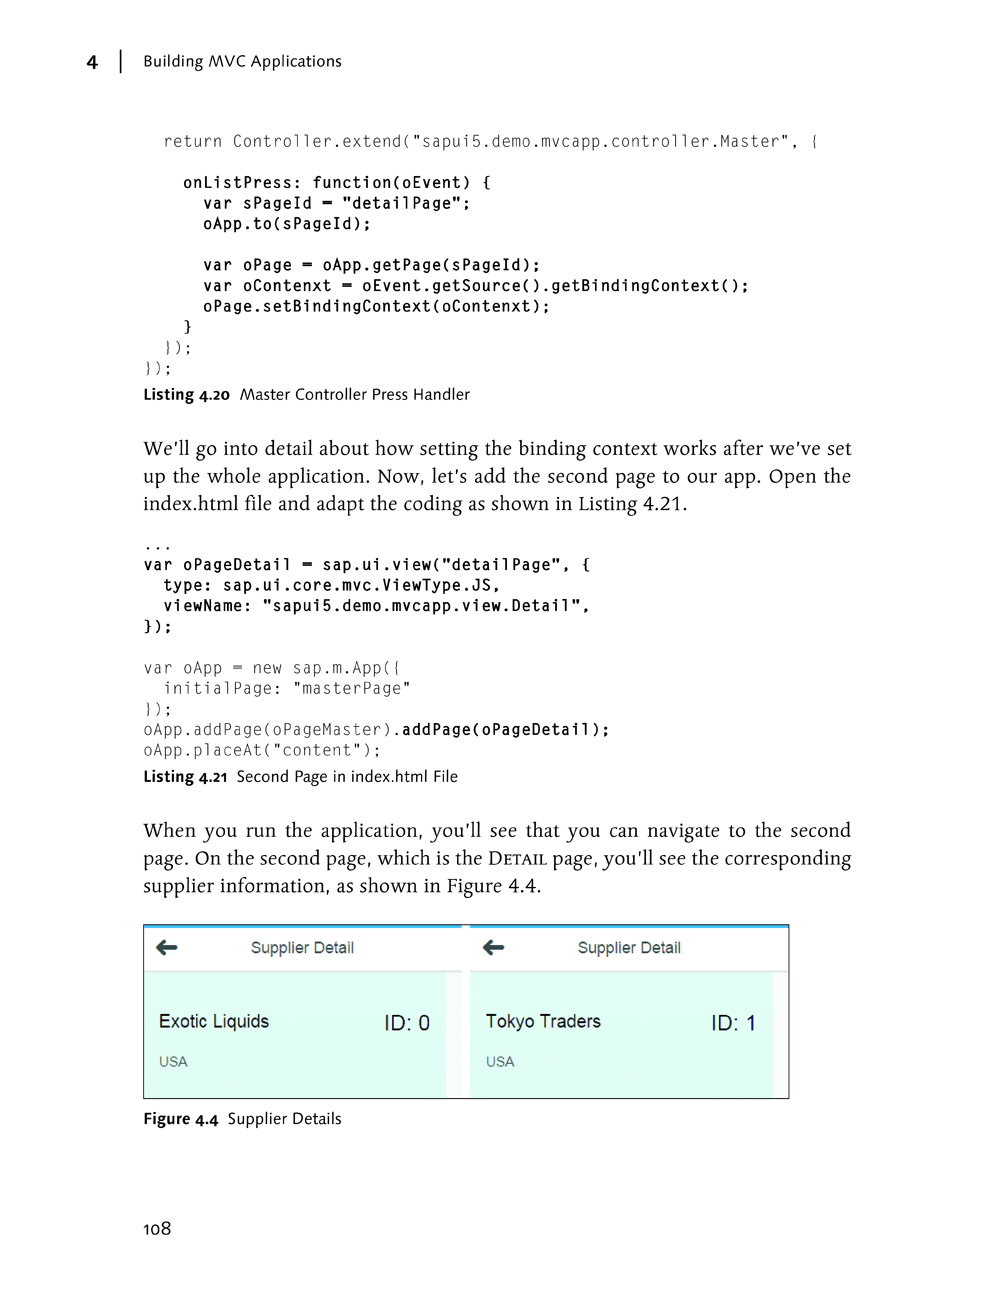 4 | Building MVC Applications
return Controller.extend("sapui5.demo.mvcapp.controller.Master", {
onListPress: function(oEvent) {
var sPageId = "detailPage";
oApp.to(sPageId);
var oPage = oApp.getPage(sPageId);
var oContenxt = oEvent.getSource().getBindingContext();
oPage.setBindingContext(oContenxt);
}
});
});
Listing 4.20 Master Controller Press Handler
We'll go into detail about how setting the binding context works after we've set
up the whole application. Now, let's add the second page to our app. Open the
index.html file and adapt the coding as shown in Listing 4.21.
...
var oPageDetail = sap.ui.view("detailPage", {
type: sap.ui.core.mvc.ViewType.JS,
viewName: "sapui5.demo.mvcapp.view.Detail",
});
var oApp = new sap.m.App({
initialPage: "masterPage"
});
oApp.addPage(oPageMaster).addPage(oPageDetail);
oApp.placeAt("content");
Listing 4.21 Second Page in index.html File
When you run the application, you'll see that you can navigate to the second
page. On the second page, which is the DETAIL page, you'll see the corresponding
supplier information, as shown in Figure 4.4.
Supplier Detail Supplier Detail
Exotic Liquids ID: 0 Tokyo Traders ID: 1
USA USA
Figure 4.4 Supplier Details
108